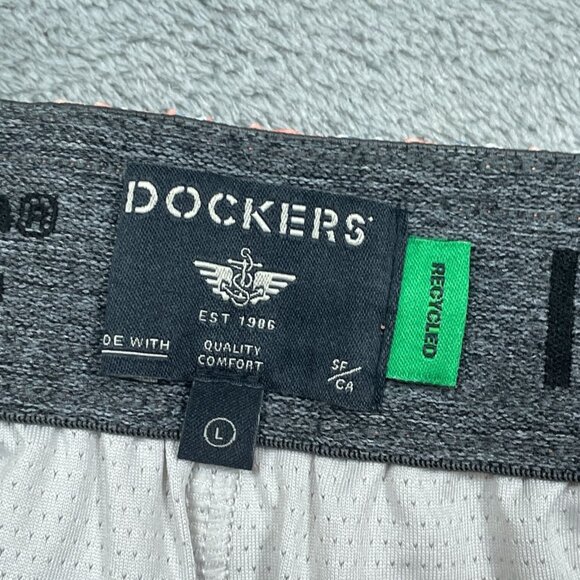 DOCKERS
EST 1986
DE WITH
QUALITY
COMFORT
SF/
CA
L
RECYCLED
®